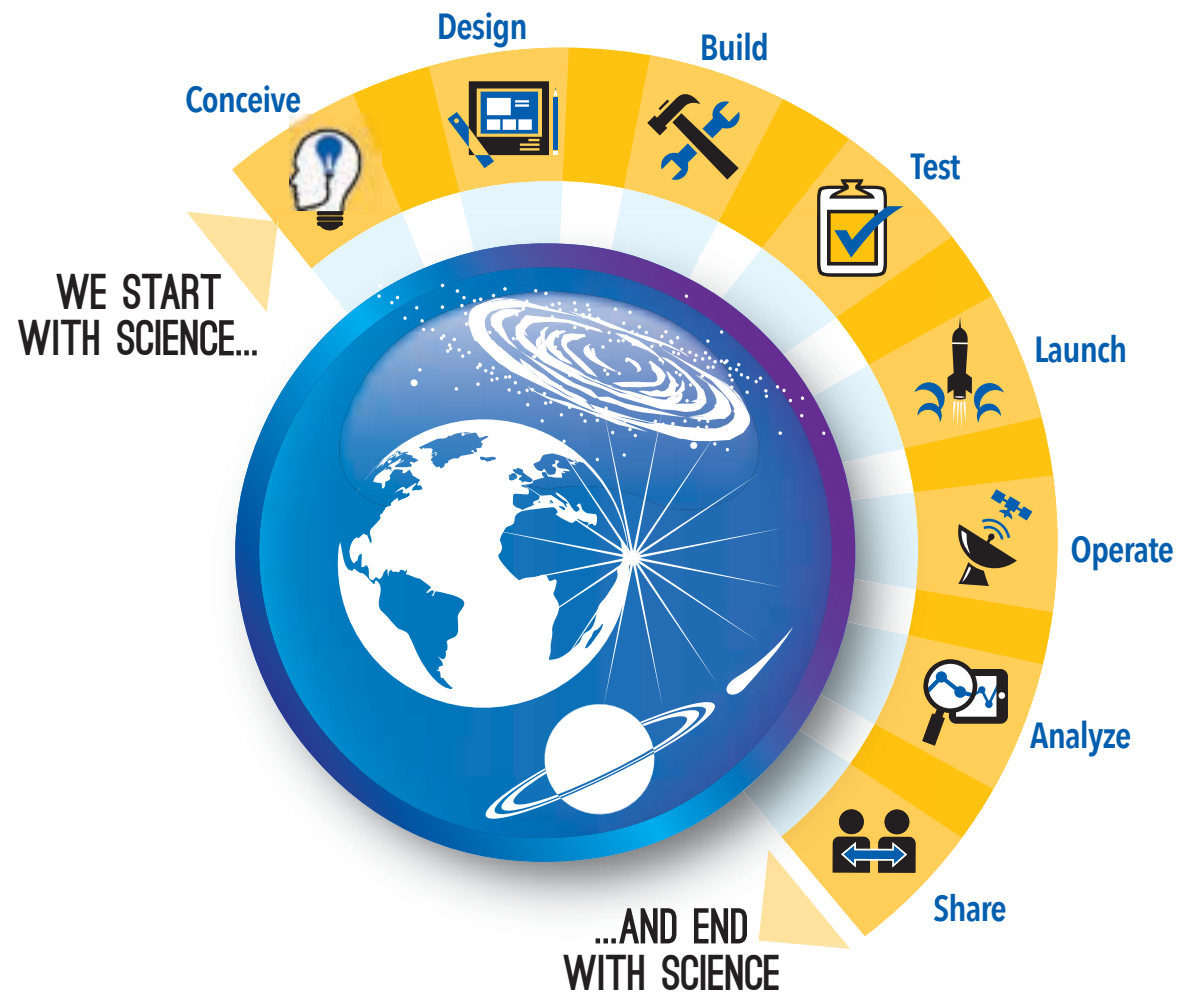 Design
Build
Conceive
Test
WE START
WITH SCIENCE...
Launch
Operate
Analyze
Share
...AND END
WITH SCIENCE